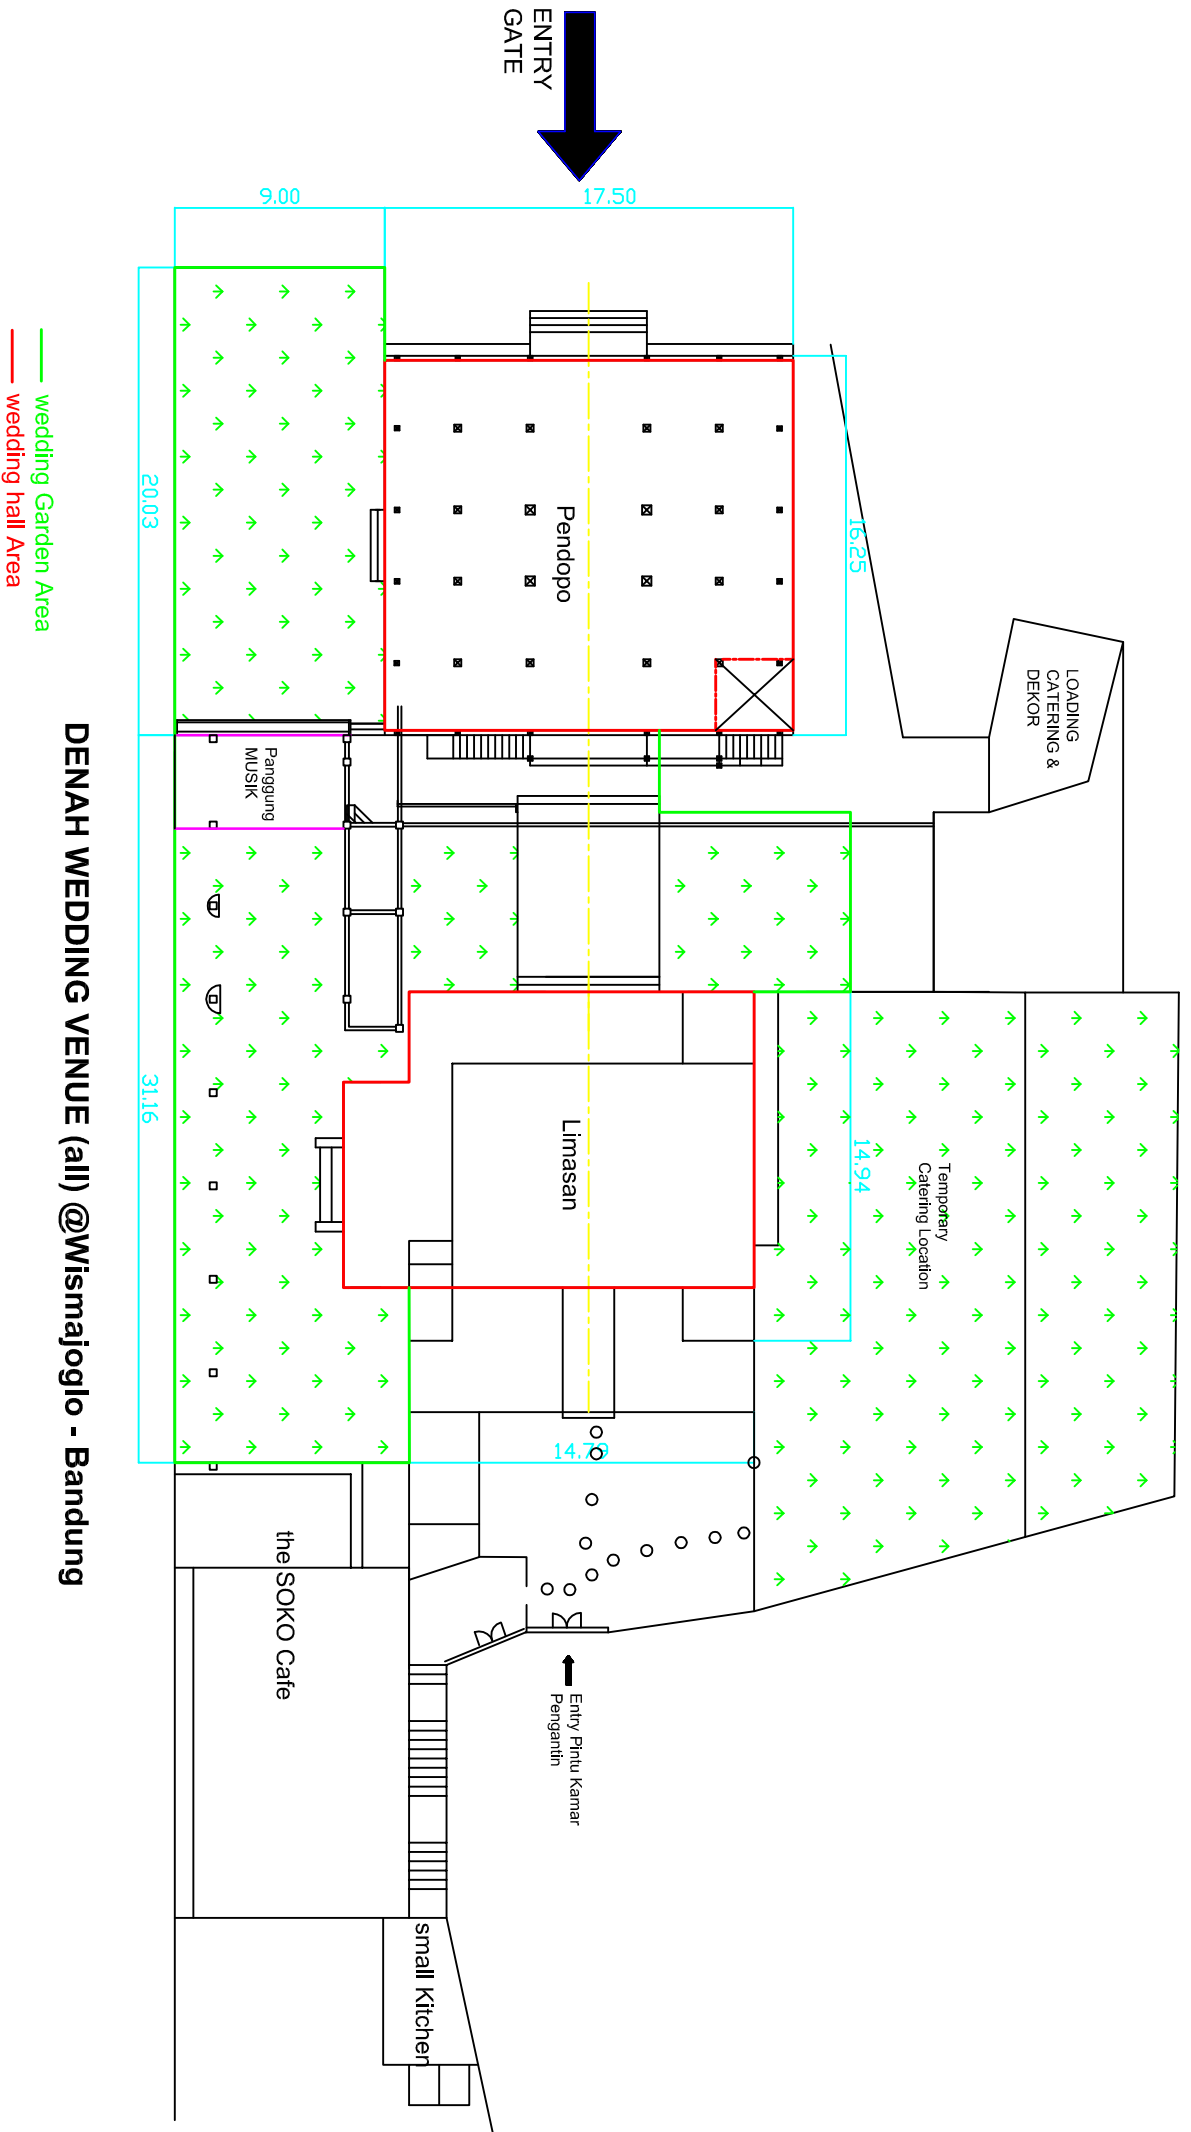 ENTRY
GATE
9.00
17.50
20.03
16.25
Pendopo
LOADING
CATERING &
DEKOR
Panggung
MUSIK
31.16
14.94
Limasan
Temporary
Catering Location
14.79
the SOKO Cafe
Entry Pintu Kamar
Pengantin
small Kitchen
wedding Garden Area
wedding hall Area
DENAH WEDDING VENUE (all) @Wismajoglo - Bandung